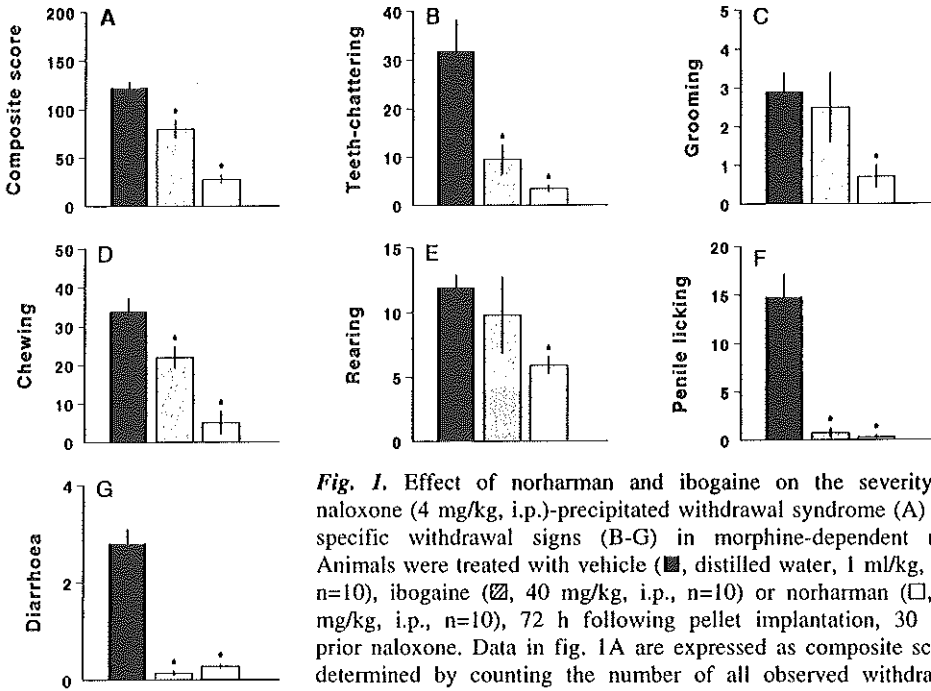 A
Composite score
200
150
100
50
0
B
Teeth-chattering
40
30
20
10
0
C
Grooming
5
4
3
2
1
0
D
Chewing
50
40
30
20
10
0
E
Rearing
15
10
5
0
F
Penile licking
20
15
10
5
0
G
Diarrhoea
4
2
0
Fig. 1. Effect of norharman and ibogaine on the severity
naloxone (4 mg/kg, i.p.)-precipitated withdrawal syndrome (A)
specific withdrawal signs (B-G) in morphine-dependent
Animals were treated with vehicle (■, distilled water, 1 ml/kg,
n=10), ibogaine (▨, 40 mg/kg, i.p., n=10) or norharman (□,
mg/kg, i.p., n=10), 72 h following pellet implantation, 30
prior naloxone. Data in fig. 1A are expressed as composite sc
determined by counting the number of all observed withdra